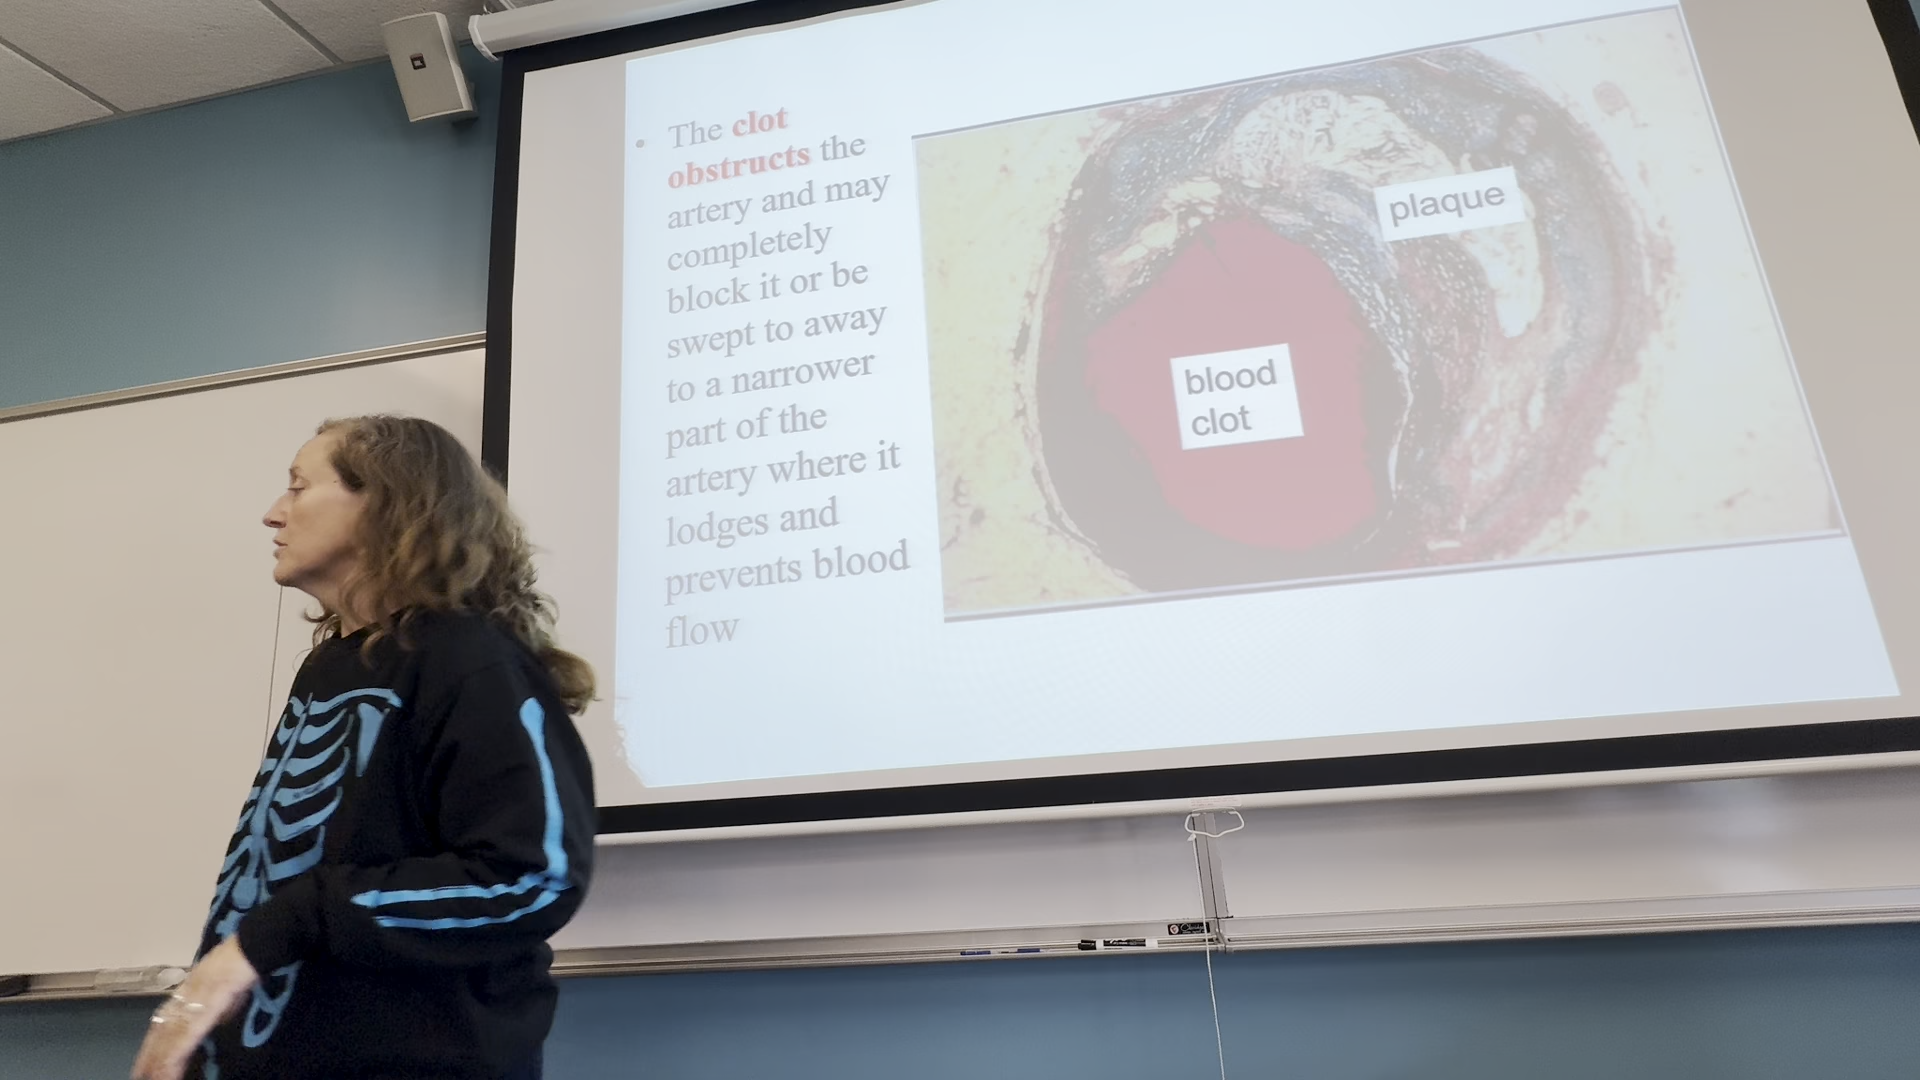 The clot
obstructs the
artery and may
completely
block it or be
swept to away
to a narrower
part of the
artery where it
lodges and
prevents blood
flow
plaque
blood
clot